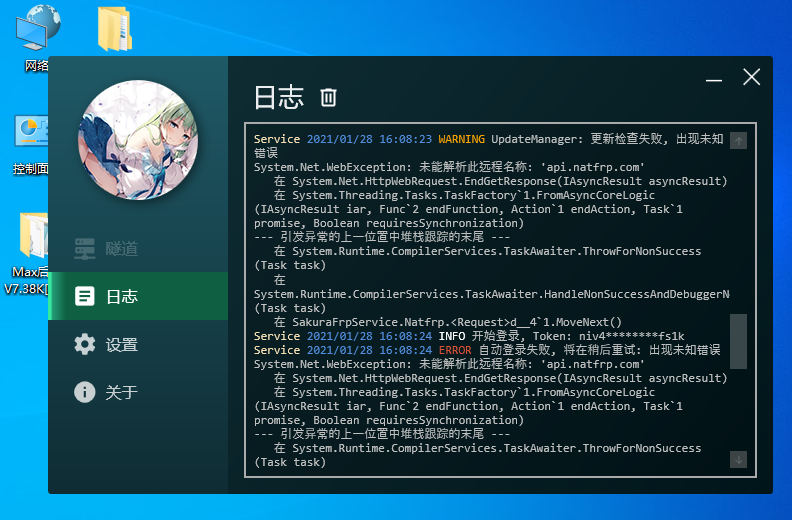 网络
控制面
Max后
V7.38K[
隧道
日志
设置
关于
日志
Service 2021/01/28 16:08:23 WARNING UpdateManager: 更新检查失败, 出现未知
错误
System.Net.WebException: 未能解析此远程名称: 'api.natfrp.com'
在 System.Net.HttpWebRequest.EndGetResponse(IAsyncResult asyncResult)
在 System.Threading.Tasks.TaskFactory`1.FromAsyncCoreLogic
(IAsyncResult iar, Func`2 endFunction, Action`1 endAction, Task`1
promise, Boolean requiresSynchronization)
--- 引发异常的上一位置中堆栈跟踪的末尾 ---
在 System.Runtime.CompilerServices.TaskAwaiter.ThrowForNonSuccess
(Task task)
在
System.Runtime.CompilerServices.TaskAwaiter.HandleNonSuccessAndDebuggerN
(Task task)
在 SakuraFrpService.Natfrp.<Request>d__4`1.MoveNext()
Service 2021/01/28 16:08:24 INFO 开始登录, Token: niv4********fs1k
Service 2021/01/28 16:08:24 ERROR 自动登录失败, 将在稍后重试: 出现未知错误
System.Net.WebException: 未能解析此远程名称: 'api.natfrp.com'
在 System.Net.HttpWebRequest.EndGetResponse(IAsyncResult asyncResult)
在 System.Threading.Tasks.TaskFactory`1.FromAsyncCoreLogic
(IAsyncResult iar, Func`2 endFunction, Action`1 endAction, Task`1
promise, Boolean requiresSynchronization)
--- 引发异常的上一位置中堆栈跟踪的末尾 ---
在 System.Runtime.CompilerServices.TaskAwaiter.ThrowForNonSuccess
(Task task)